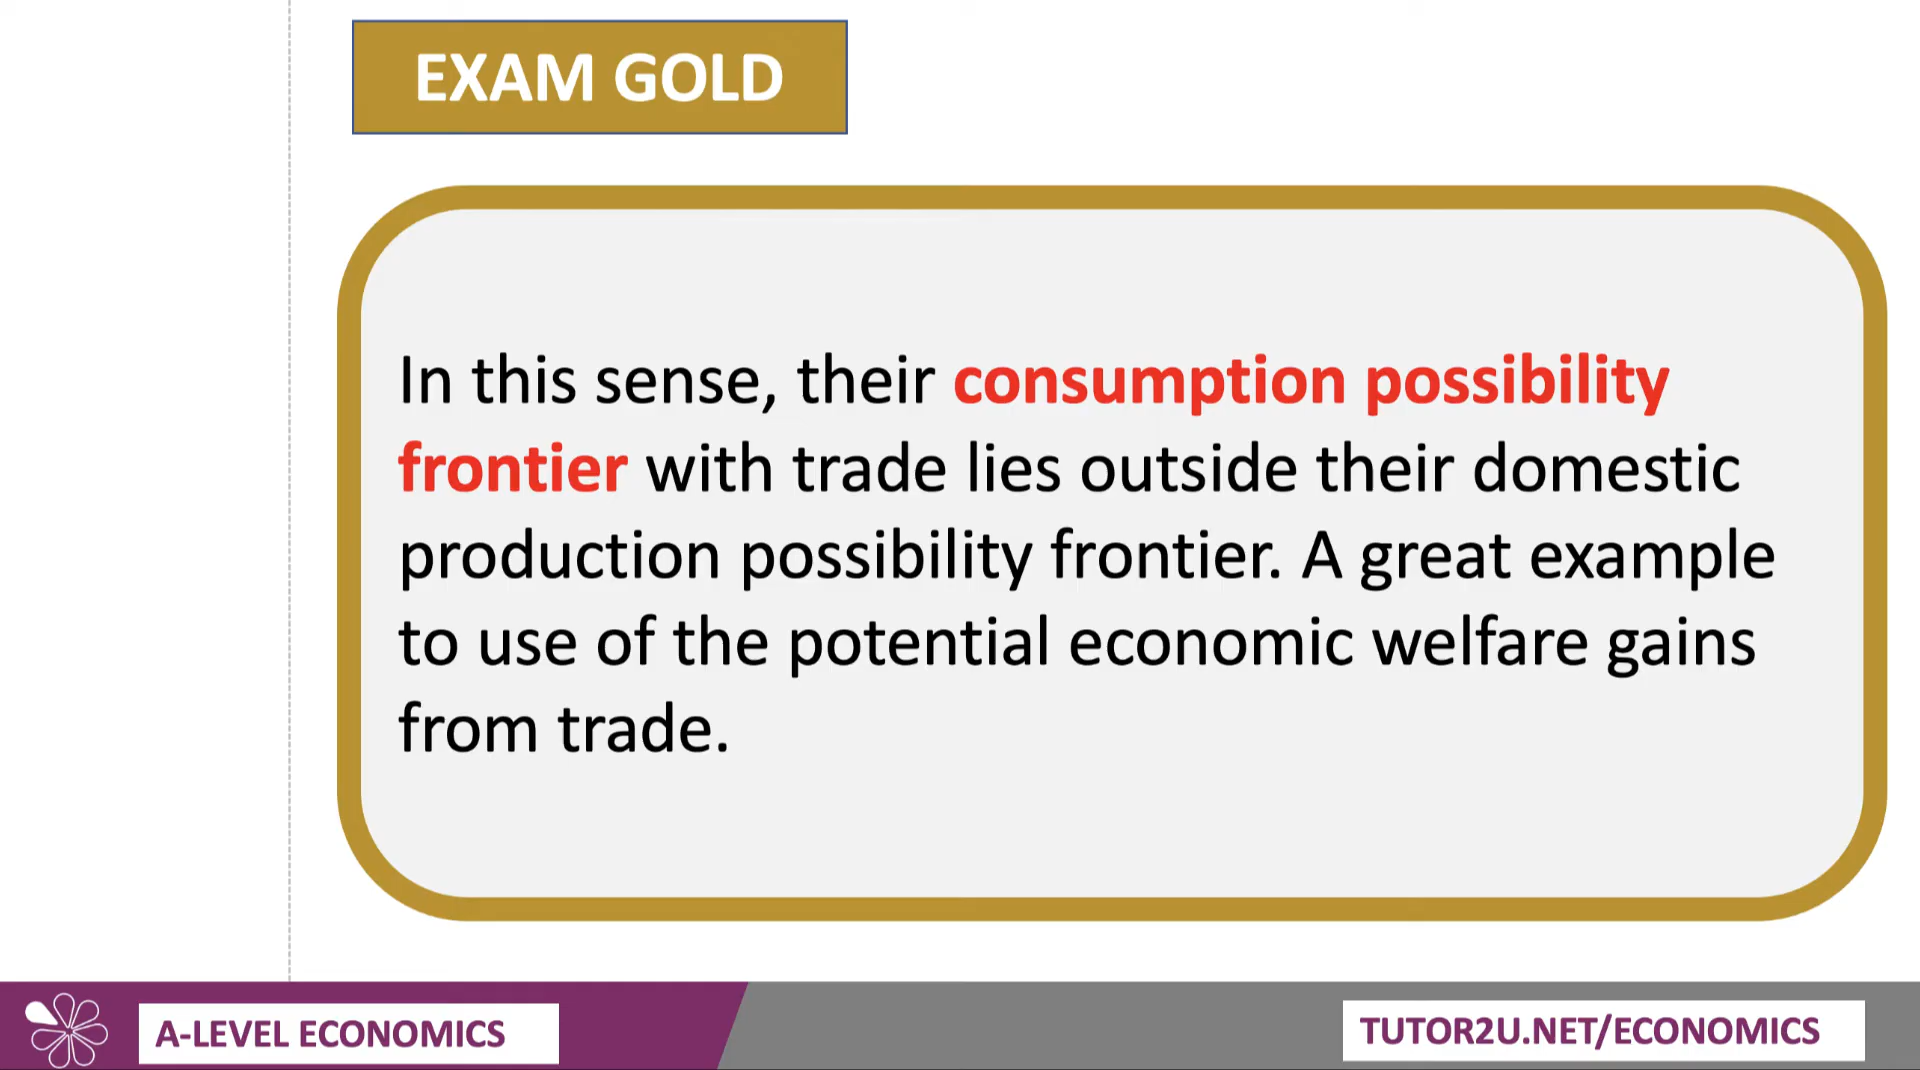 EXAM GOLD
In this sense, their consumption possibility
frontier with trade lies outside their domestic
production possibility frontier. A great example
to use of the potential economic welfare gains
from trade.
A-LEVEL ECONOMICS
TUTOR2U.NET/ECONOMICS